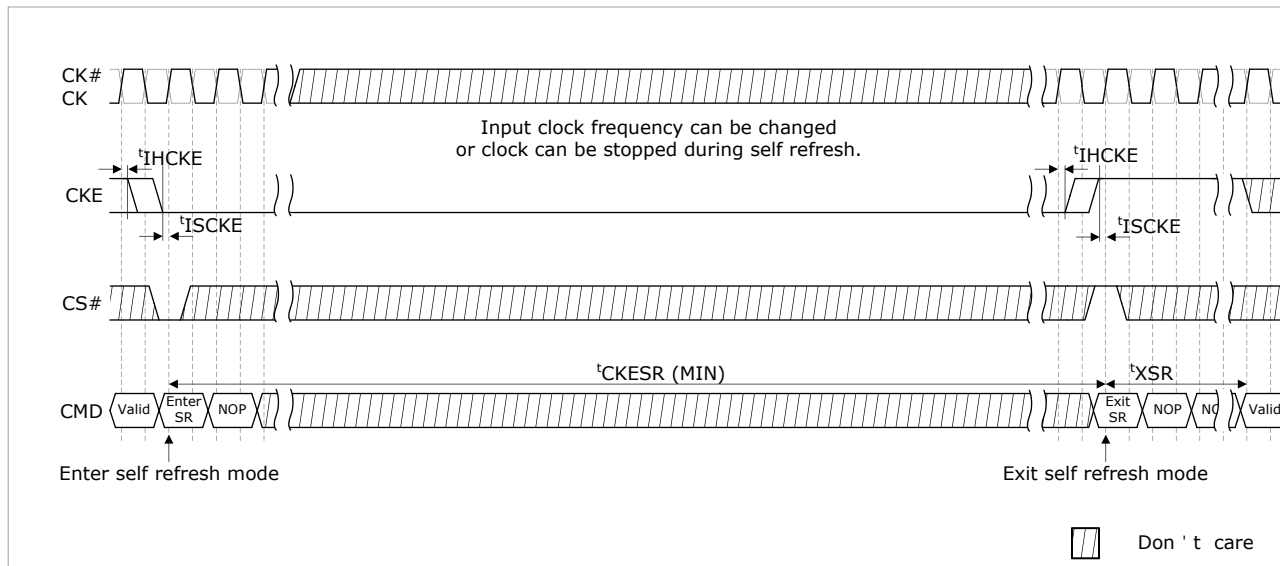 CK#
CK
Input clock frequency can be changed
or clock can be stopped during self refresh.
tIHCKE
tIHCKE
CKE
tISCKE
tISCKE
CS#
tCKESR (MIN)
tXSR
CMD
Valid
Enter
SR
NOP
Exit
SR
NOP
Valid
Enter self refresh mode
Exit self refresh mode
Don ' t care